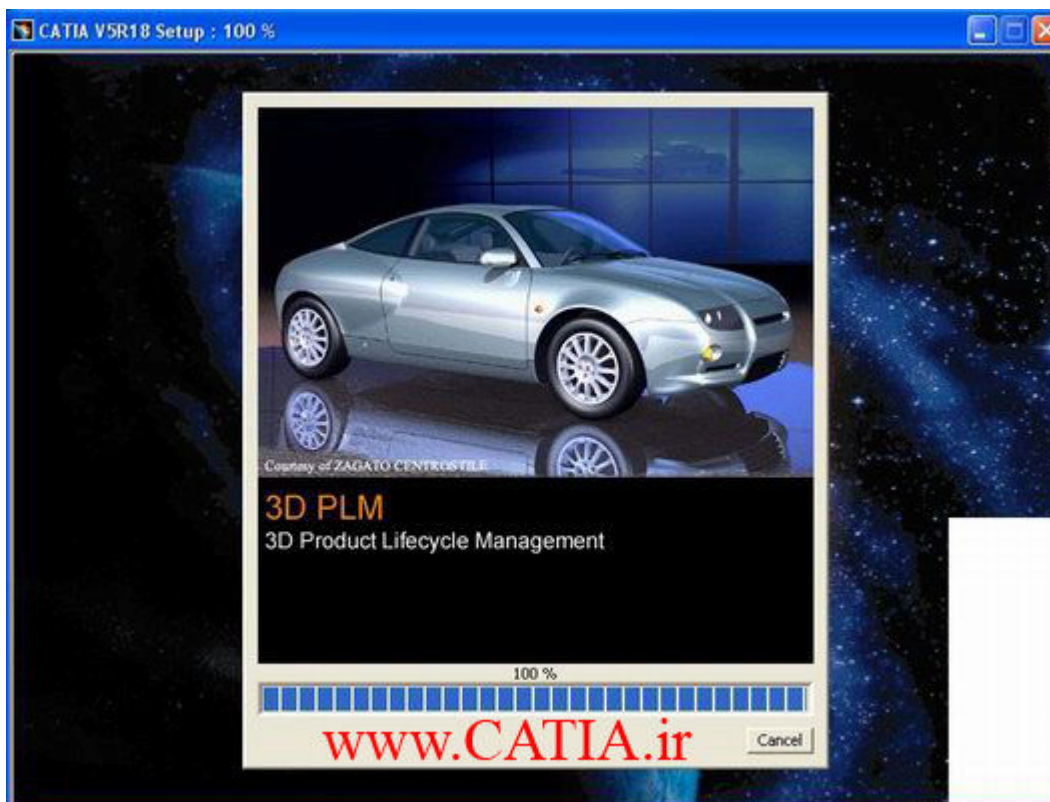 CATIA V5R18 Setup : 100 %
Courtesy of ZAGATO CENTROSTILE
3D PLM
3D Product Lifecycle Management
100 %
www.CATIA.ir
Cancel